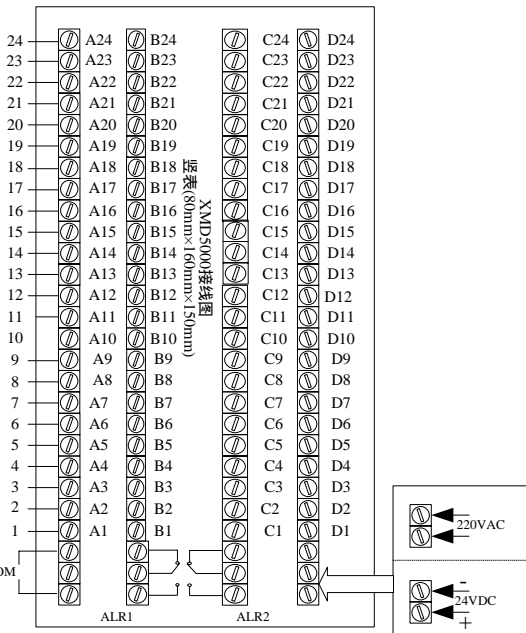 24 A24 B24 C24 D24
23 A23 B23 C23 D23
22 A22 B22 C22 D22
21 A21 B21 C21 D21
20 A20 B20 C20 D20
19 A19 B19 C19 D19
18 A18 B18 C18 D18
17 A17 B17 C17 D17
16 A16 B16 C16 D16
15 A15 B15 C15 D15
14 A14 B14 C14 D14
13 A13 B13 C13 D13
12 A12 B12 C12 D12
11 A11 B11 C11 D11
10 A10 B10 C10 D10
9 A9 B9 C9 D9
8 A8 B8 C8 D8
7 A7 B7 C7 D7
6 A6 B6 C6 D6
5 A5 B5 C5 D5
4 A4 B4 C4 D4
3 A3 B3 C3 D3
2 A2 B2 C2 D2
1 A1 B1 C1 D1
XMD5000接线图
竖表(80mm×160mm×150mm)
OM
ALR1 ALR2
220VAC
-
24VDC
+